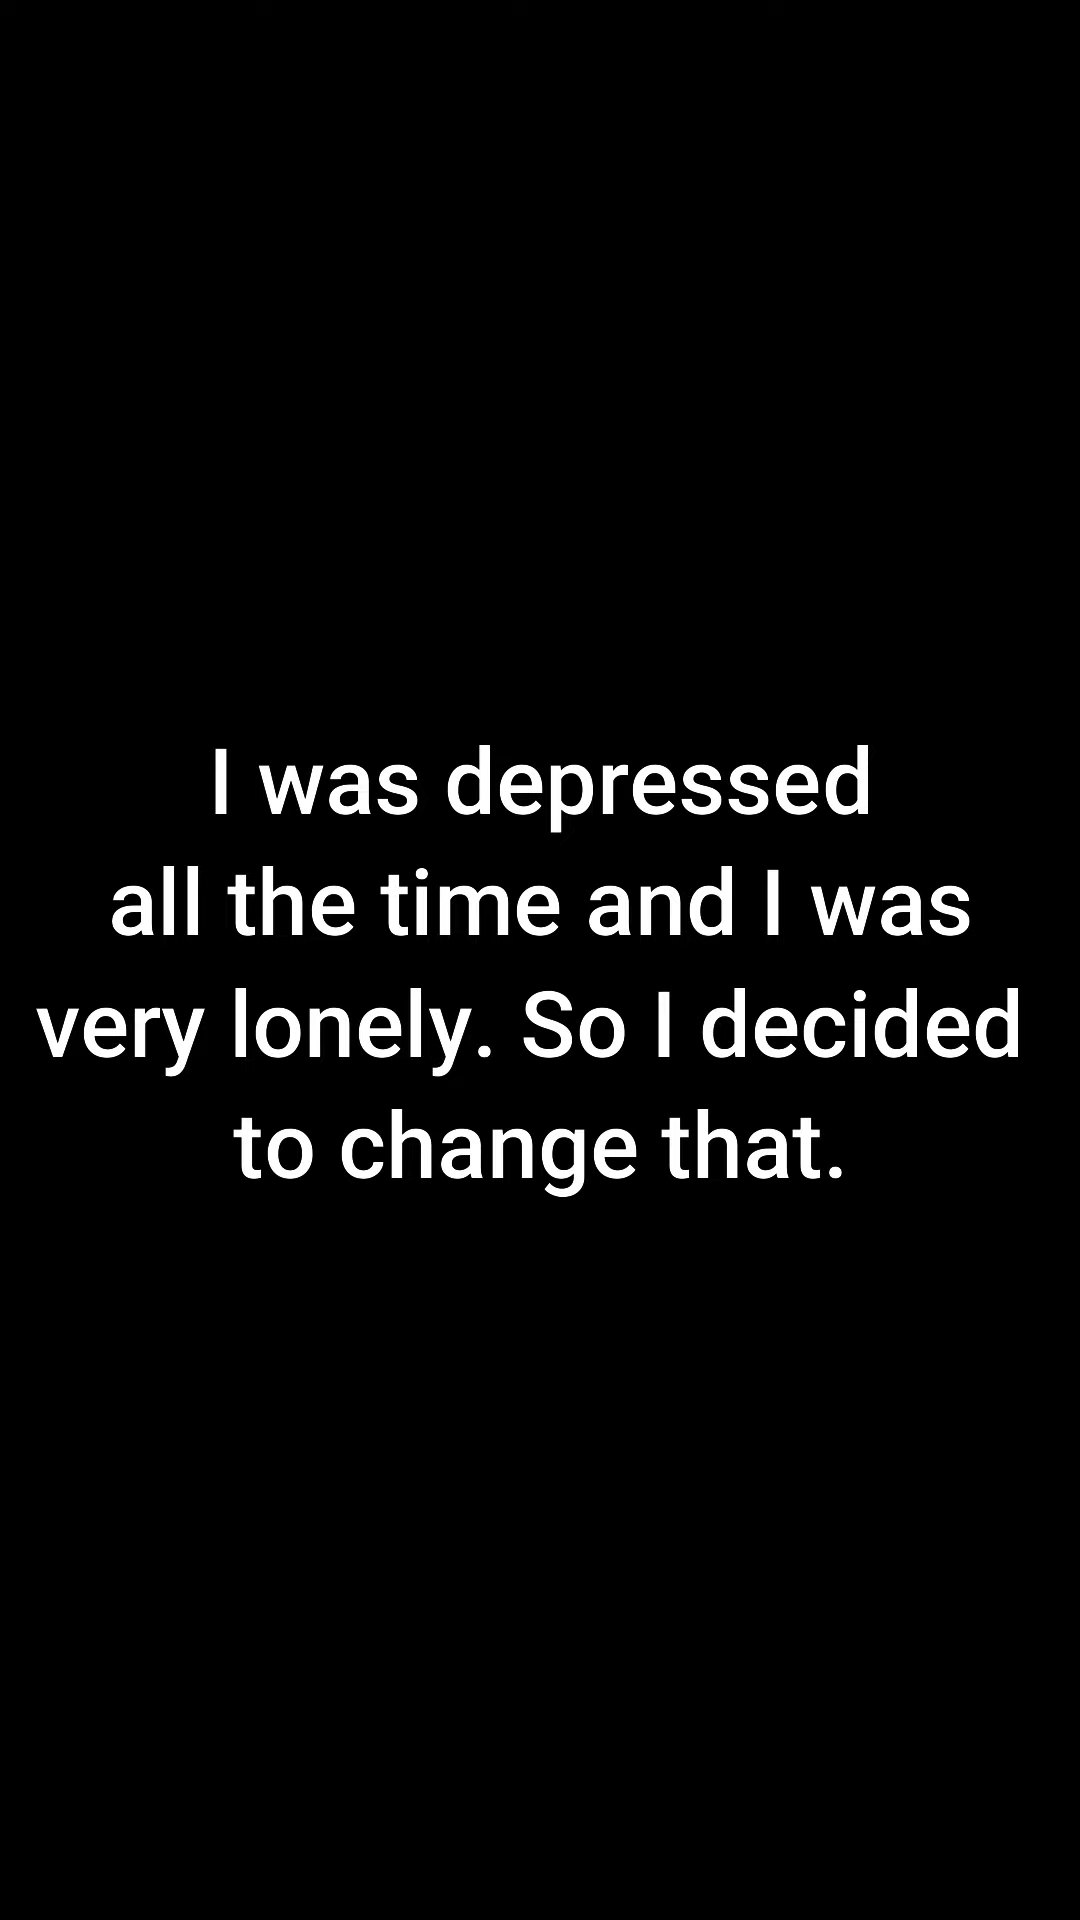 I was depressed
all the time and I was
very lonely. So I decided
to change that.